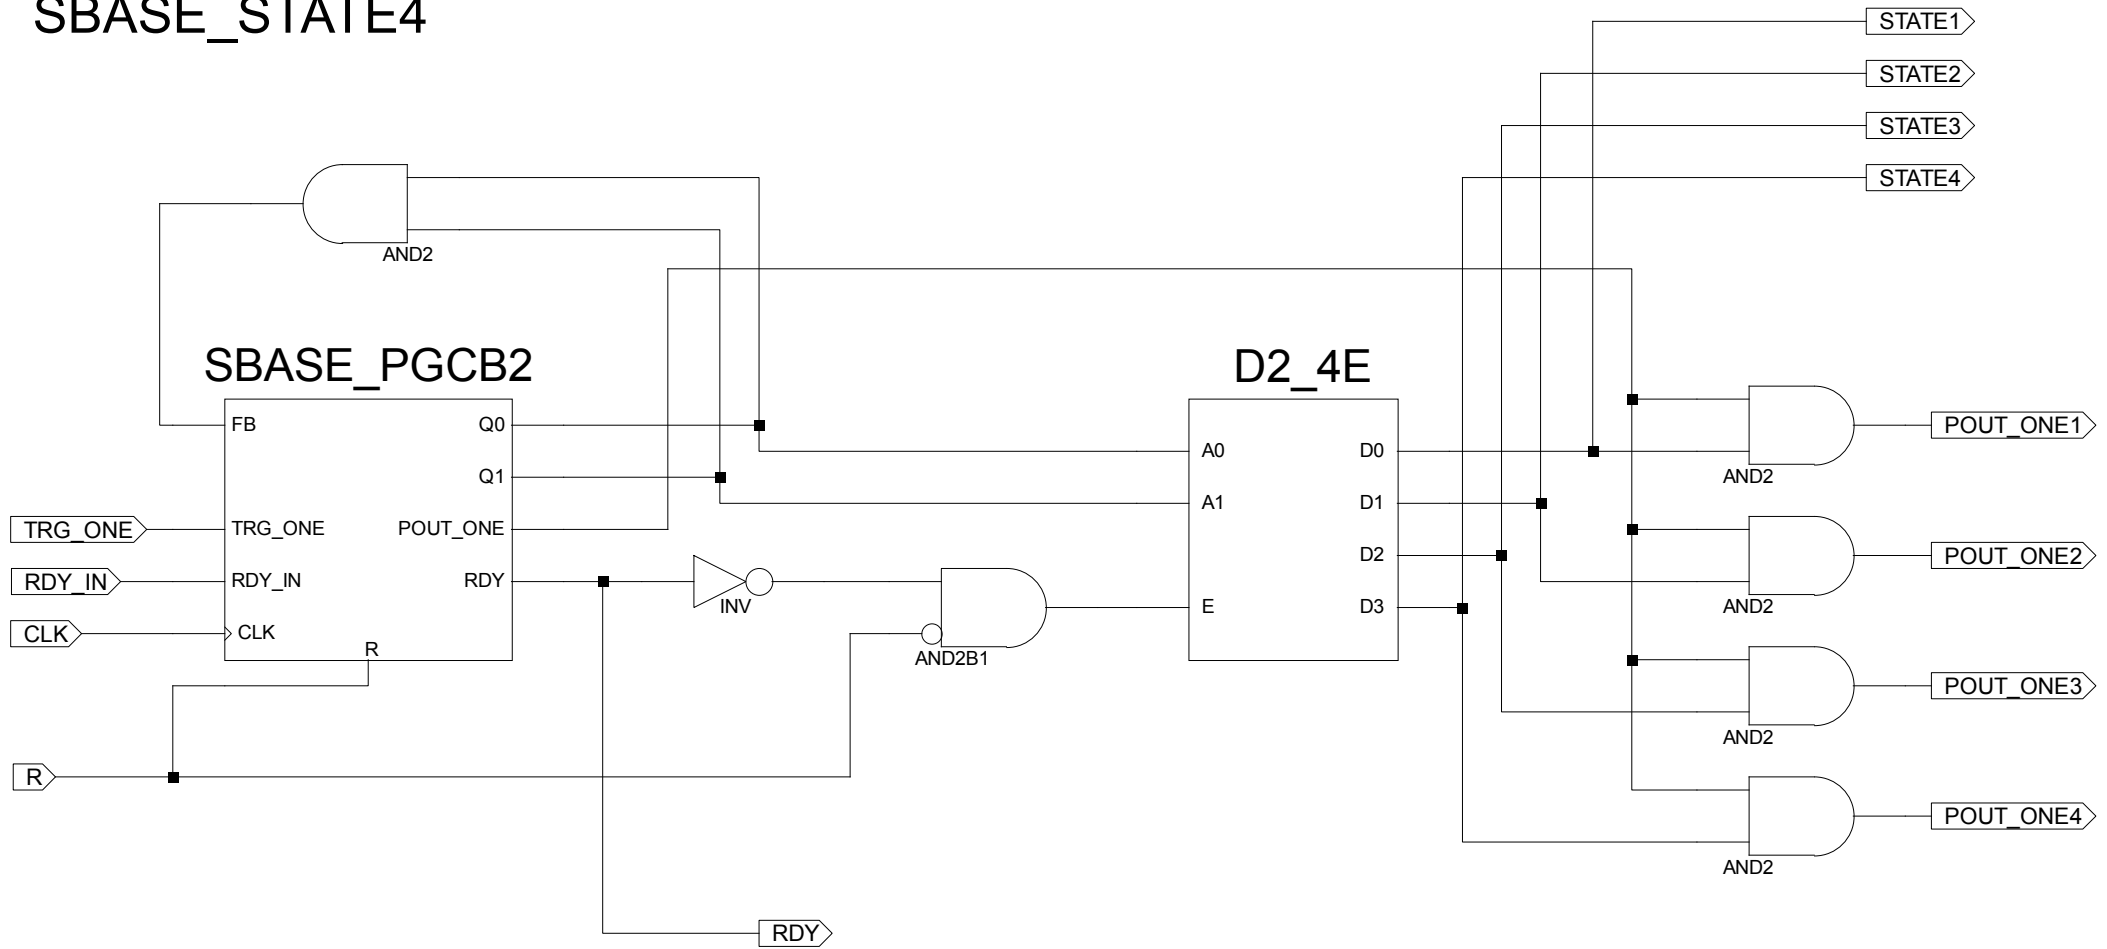 SBASE_STATE4
STATE1
STATE2
STATE3
STATE4
AND2
SBASE_PGCB2
D2_4E
FB
Q0
Q1
TRG_ONE
TRG_ONE
POUT_ONE
RDY_IN
RDY_IN
RDY
CLK
CLK
R
R
INV
AND2B1
A0
D0
A1
D1
D2
E
D3
AND2
POUT_ONE1
AND2
POUT_ONE2
AND2
POUT_ONE3
AND2
POUT_ONE4
RDY